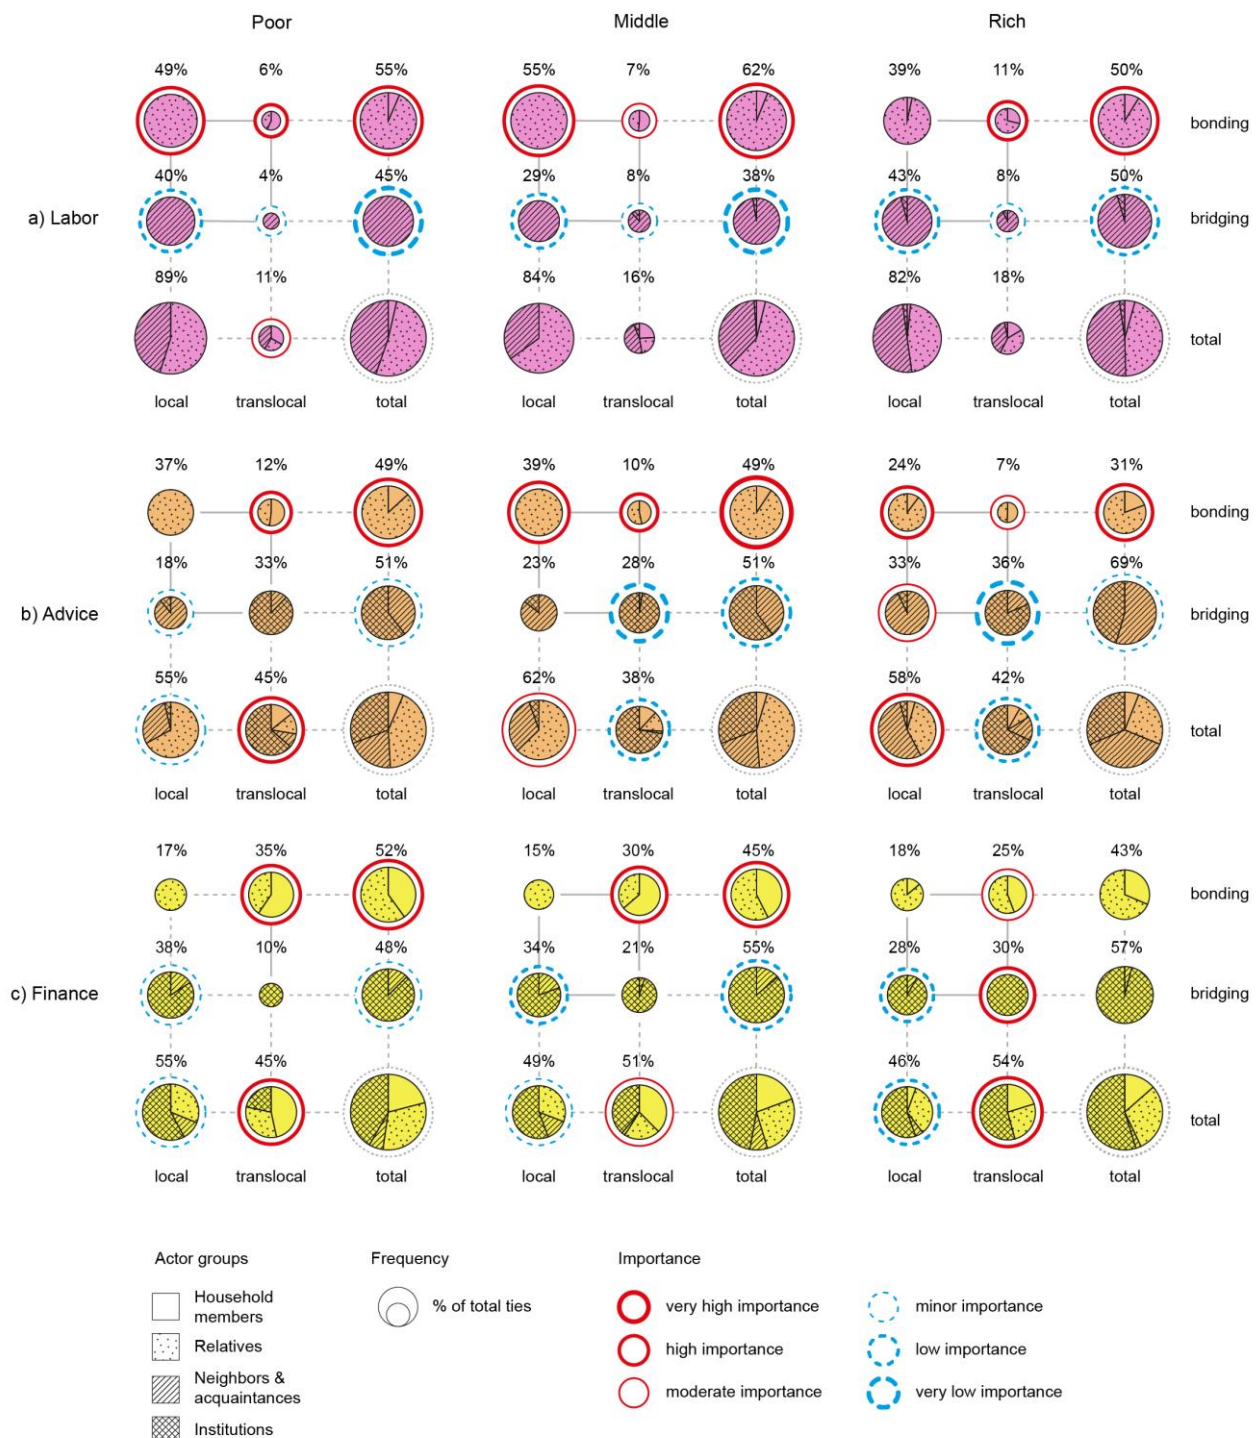 Poor Middle Rich
49% 6% 55% 55% 7% 62% 39% 11% 50%
bonding
40% 4% 45% 29% 8% 38% 43% 8% 50%
a) Labor bridging
89% 11% 84% 16% 82% 18%
total
local translocal total local translocal total local translocal total
37% 12% 49% 39% 10% 49% 24% 7% 31%
bonding
18% 33% 51% 23% 28% 51% 33% 36% 69%
b) Advice bridging
55% 45% 62% 38% 58% 42%
total
local translocal total local translocal total local translocal total
17% 35% 52% 15% 30% 45% 18% 25% 43%
bonding
38% 10% 48% 34% 21% 55% 28% 30% 57%
c) Finance bridging
55% 45% 49% 51% 46% 54%
total
local translocal total local translocal total local translocal total
Actor groups
Household
members
Relatives
Neighbors &
acquaintances
Institutions
Frequency
% of total ties
Importance
very high importance
high importance
moderate importance
minor importance
low importance
very low importance